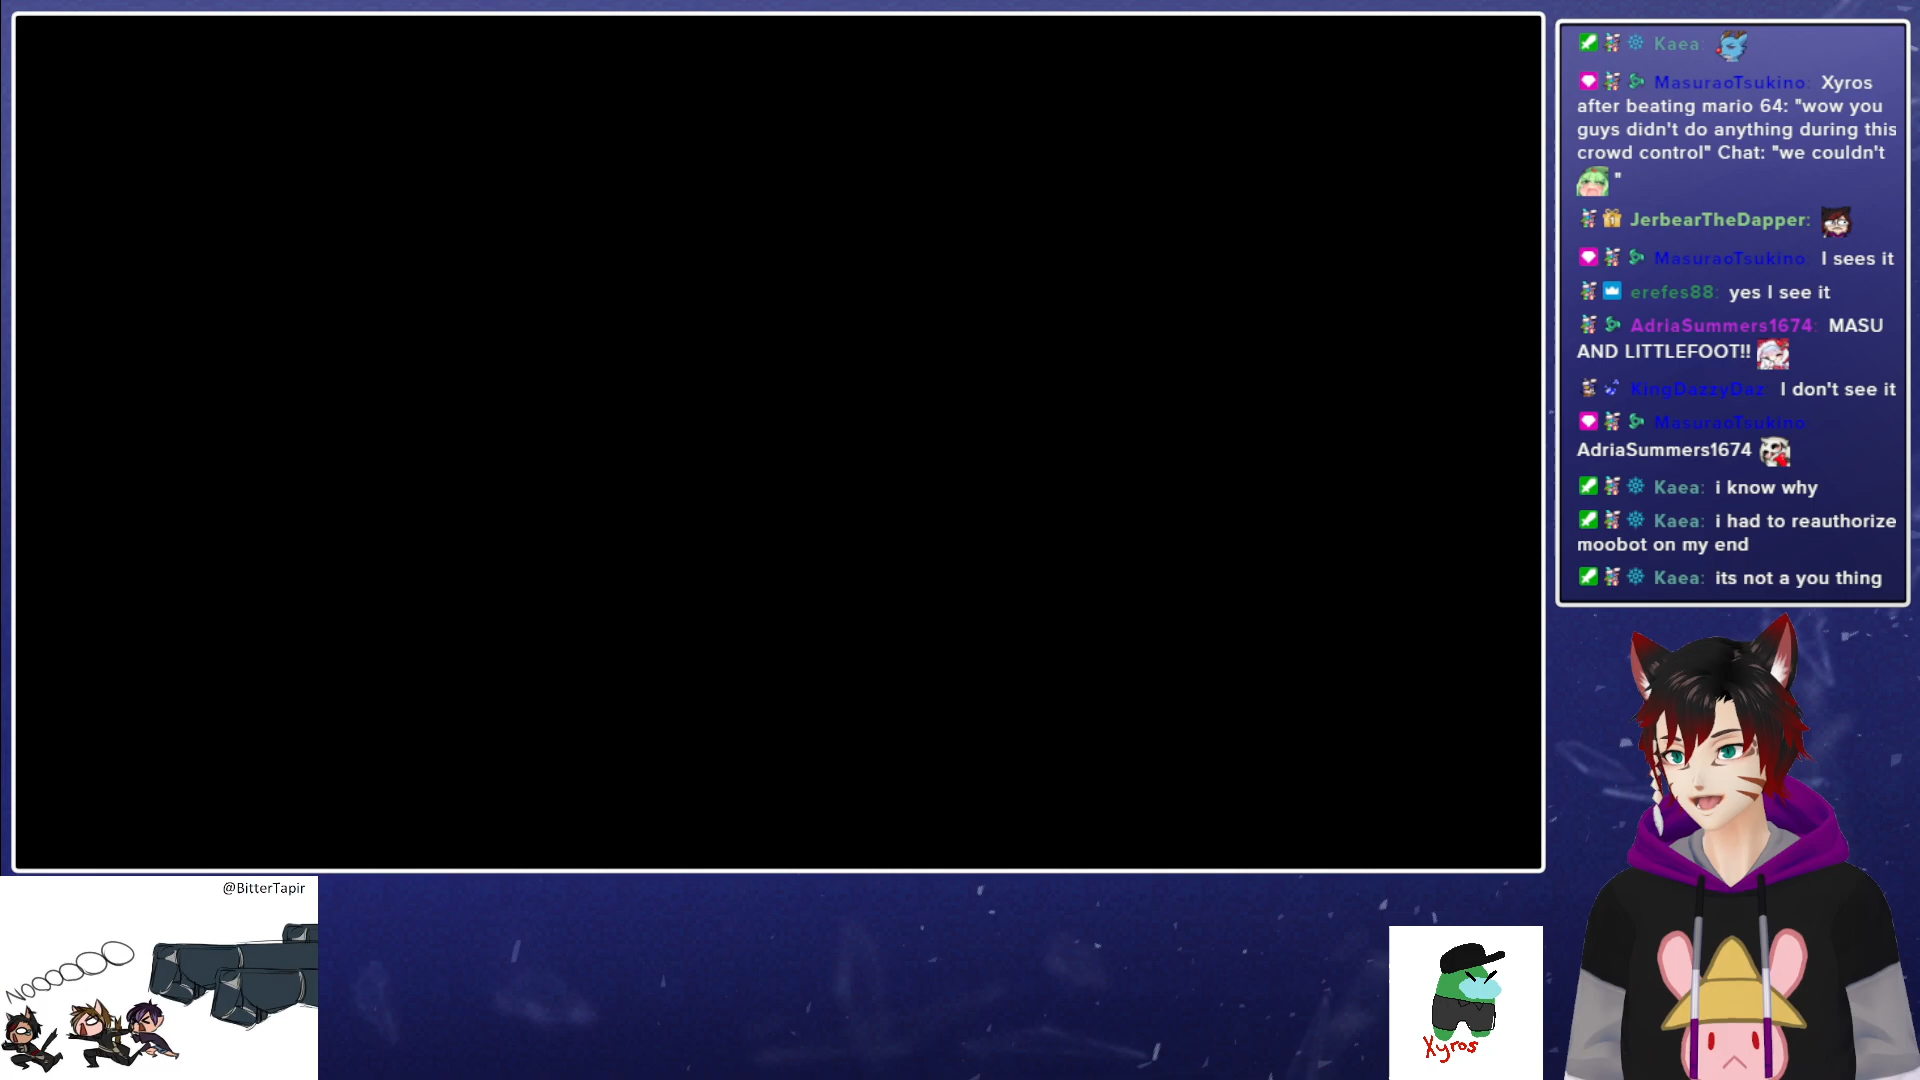 Kaea:
MasuraoTsukino: Xyros
after beating mario 64: "wow you
guys didn't do anything during this
crowd control" Chat: "we couldn't
"
JerbearTheDapper:
MasuraoTsukino: I sees it
erefes88: yes I see it
AdriaSummers1674: MASU
AND LITTLEFOOT!!
KingDazzyDaz: I don't see it
MasuraoTsukino:
AdriaSummers1674
Kaea: i know why
Kaea: i had to reauthorize
moobot on my end
Kaea: its not a you thing
@BitterTapir
NOOOOOO
Xyros